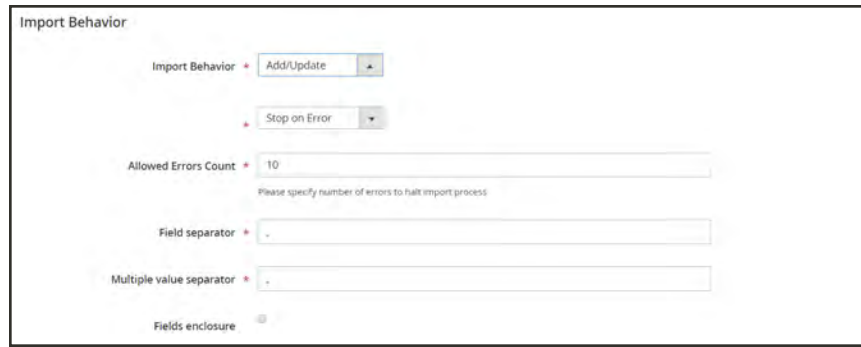 Import Behavior
Import Behavior * Add/Update
* Stop on Error
Allowed Errors Count * 10
Please specify number of errors to halt import process
Field separator * ,
Multiple value separator * ,
Fields enclosure